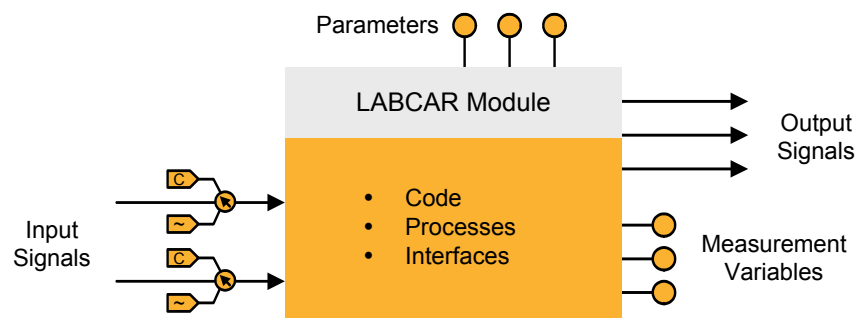 Parameters
LABCAR Module
Output
Signals
C
~
• Code
• Processes
• Interfaces
Input
Signals
C
~
Measurement
Variables